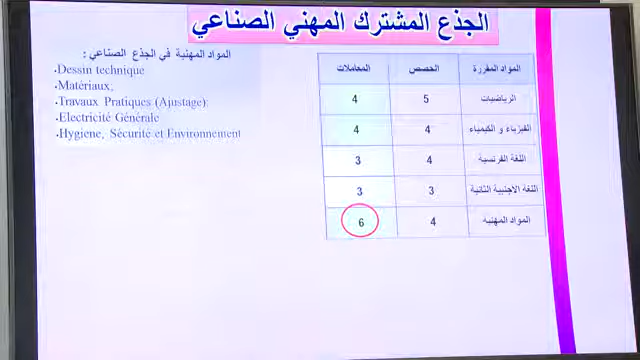 الجذع المشترك المهني الصناعي
المواد المهنية في الجذع الصناعي :
•Dessin technique
•Matériaux;
•Travaux Pratiques (Ajustage):
•Electricité Générale
•Hygiene, Sécurité et Environnement
المواد المقررة الحصص المعاملات
الرياضيات 5 4
الفيزياء و الكيمياء 4 4
اللغة الفرنسية 4 3
اللغة الاجنبية الثانية 3 3
المواد المهنية 4 6